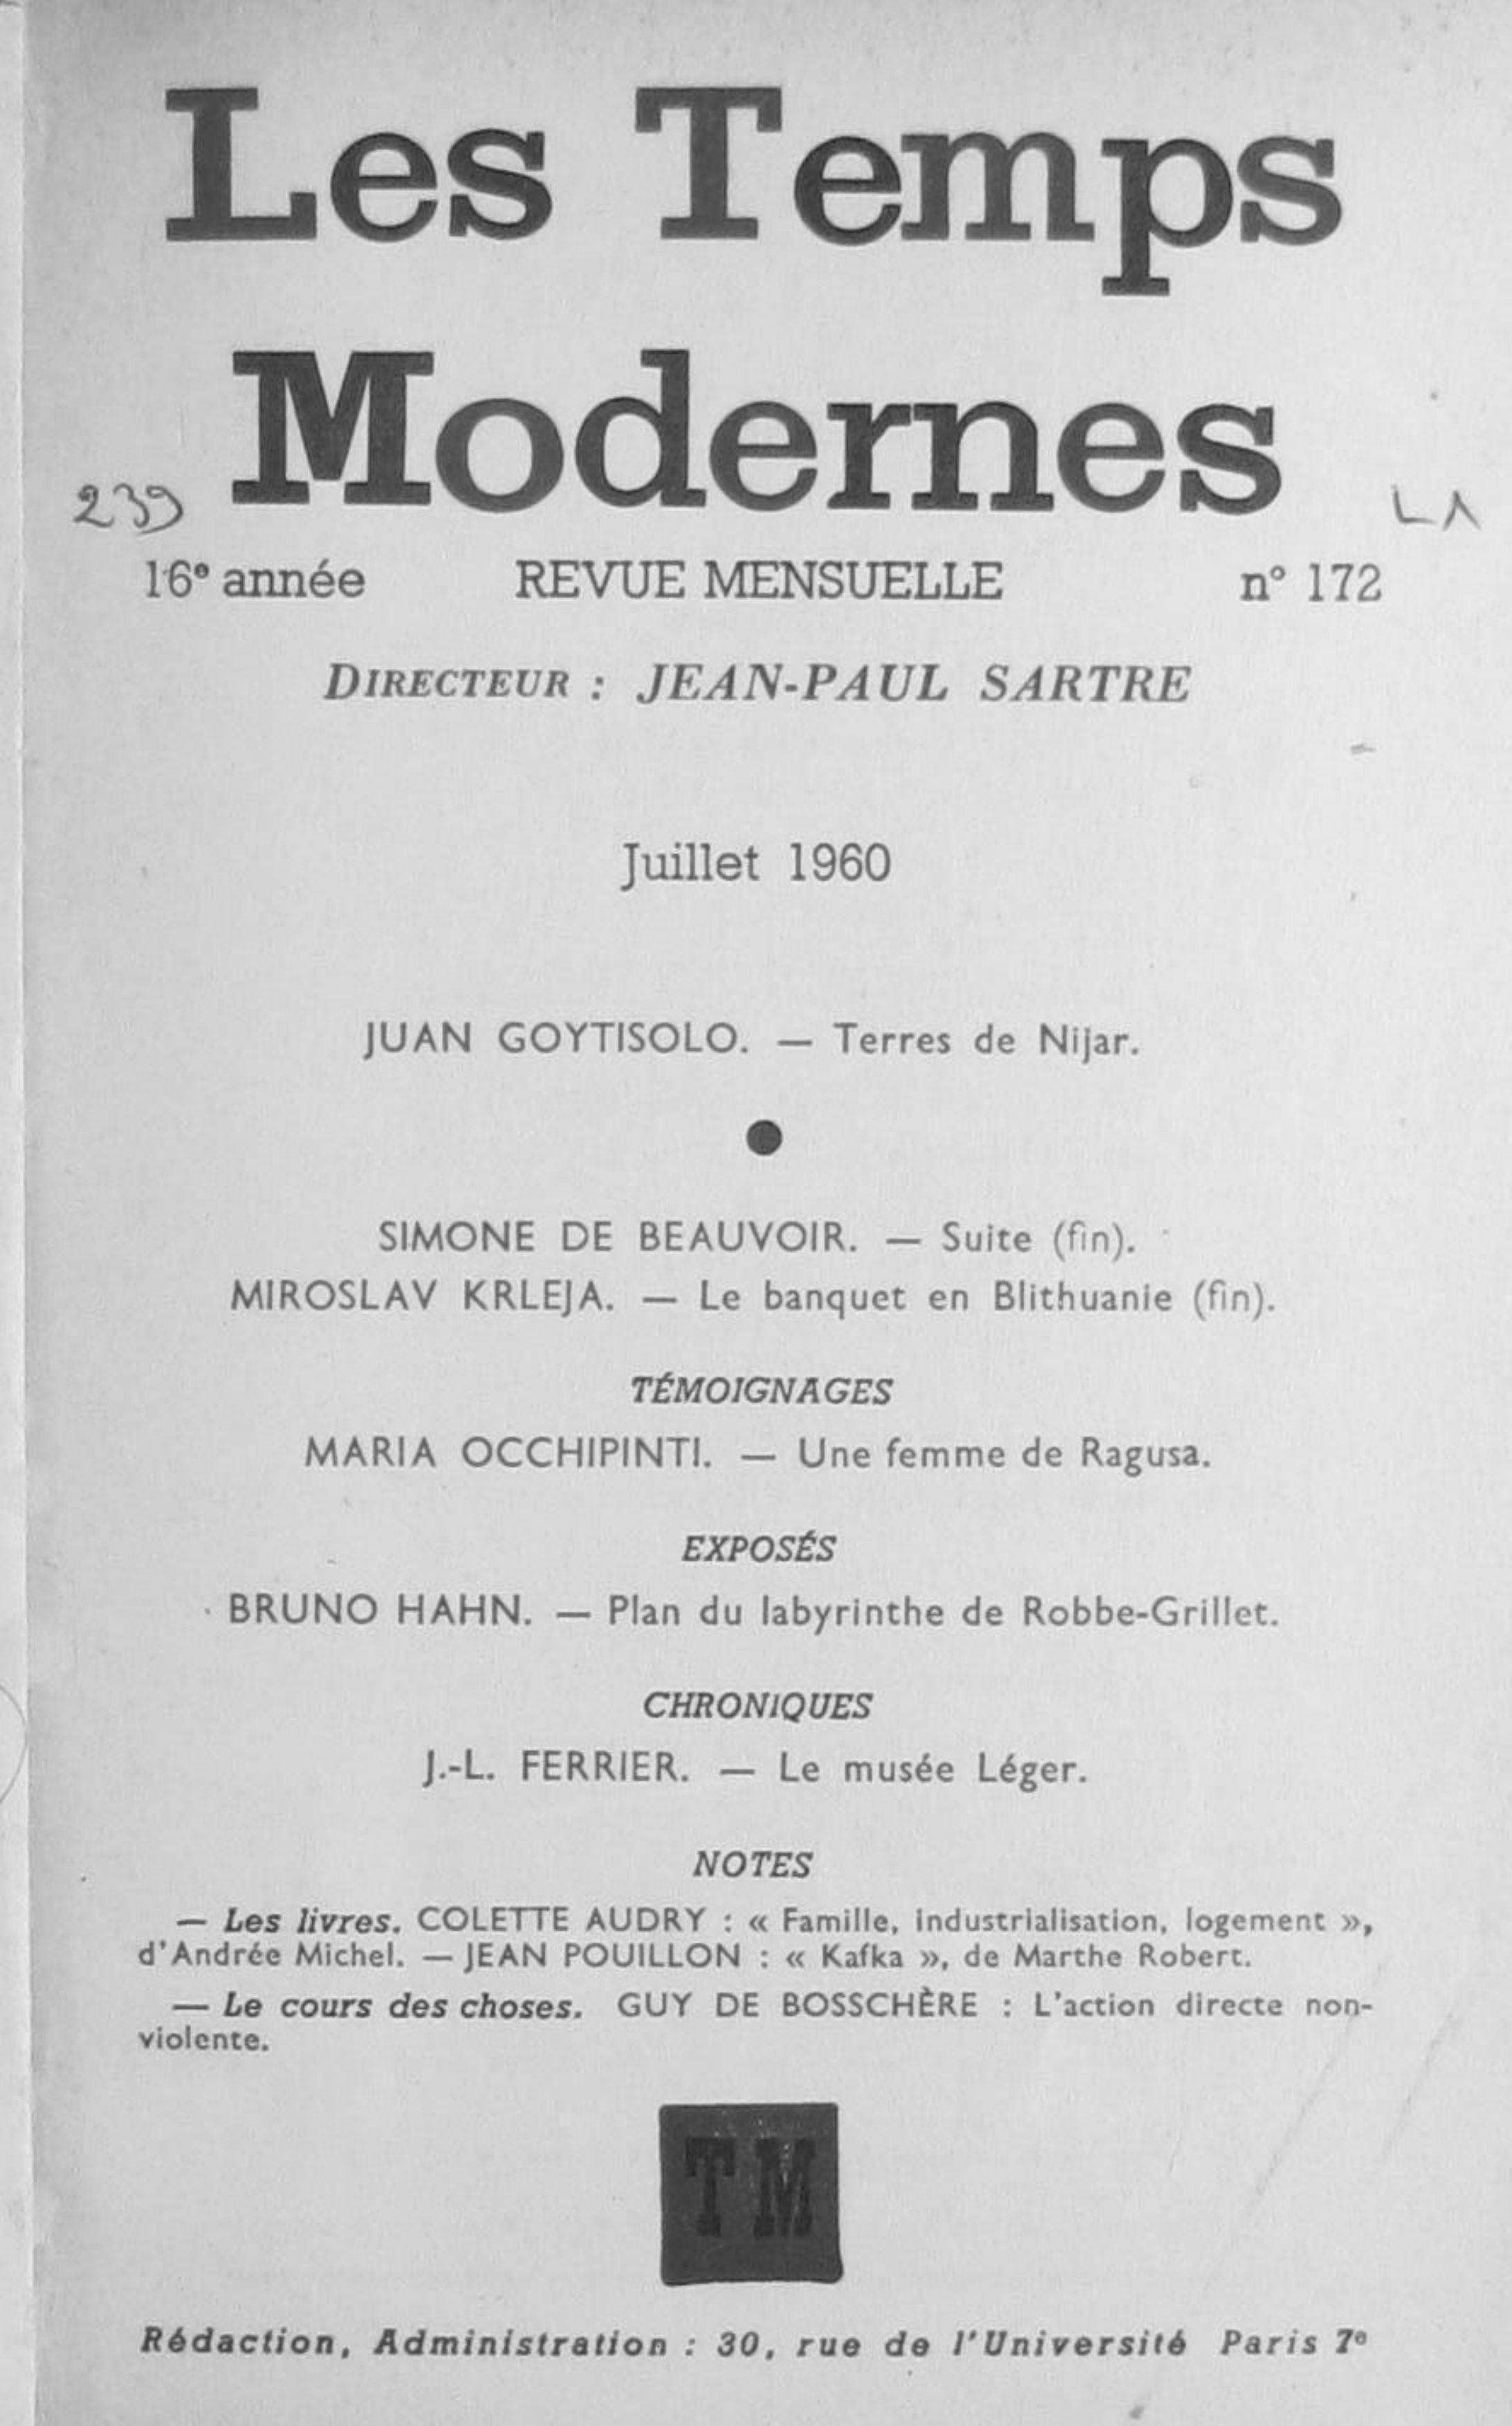 Les Temps
Modernes
239
L1
16e année REVUE MENSUELLE n° 172
DIRECTEUR : JEAN-PAUL SARTRE
Juillet 1960
JUAN GOYTISOLO. — Terres de Nijar.
SIMONE DE BEAUVOIR. — Suite (fin).
MIROSLAV KRLEJA. — Le banquet en Blithuanie (fin).
TÉMOIGNAGES
MARIA OCCHIPINTI. — Une femme de Ragusa.
EXPOSÉS
BRUNO HAHN. — Plan du labyrinthe de Robbe-Grillet.
CHRONIQUES
J.-L. FERRIER. — Le musée Léger.
NOTES
— Les livres. COLETTE AUDRY : « Famille, industrialisation, logement »,
d'Andrée Michel. — JEAN POUILLON : « Kafka », de Marthe Robert.
— Le cours des choses. GUY DE BOSSCHÈRE : L'action directe non-
violente.
TM
Rédaction, Administration : 30, rue de l'Université Paris 7e